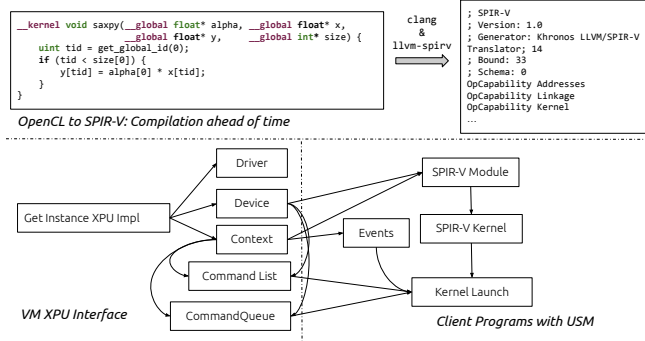 __kernel void saxpy(__global float* alpha, __global float* x,
__global float* y, __global int* size) {
uint tid = get_global_id(0);
if (tid < size[0]) {
y[tid] = alpha[0] * x[tid];
}
}
OpenCL to SPIR-V: Compilation ahead of time
clang
&
llvm-spirv
; SPIR-V
; Version: 1.0
; Generator: Khronos LLVM/SPIR-V
Translator; 14
; Bound: 33
; Schema: 0
OpCapability Addresses
OpCapability Linkage
OpCapability Kernel
...
Driver
Device
Get Instance XPU Impl
Context
Command List
CommandQueue
VM XPU Interface
SPIR-V Module
Events
SPIR-V Kernel
Kernel Launch
Client Programs with USM